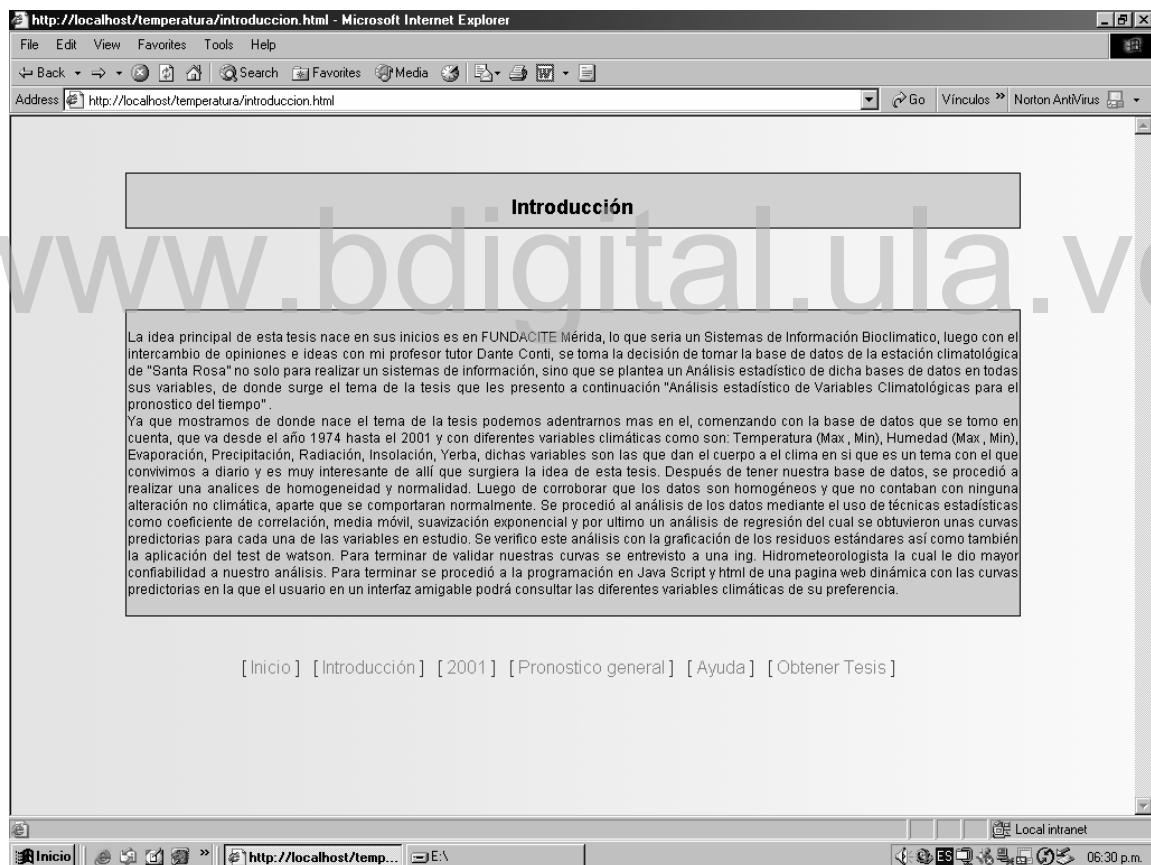 http://localhost/temperatura/introduccion.html - Microsoft Internet Explorer
File Edit View Favorites Tools Help
Back Search Favorites Media
Address http://localhost/temperatura/introduccion.html Go Vínculos » Norton AntiVirus
Introducción
www.bdigital.ula.ve
La idea principal de esta tesis nace en sus inicios es en FUNDACITE Mérida, lo que seria un Sistemas de Información Bioclimatico, luego con el
intercambio de opiniones e ideas con mi profesor tutor Dante Conti, se toma la decisión de tomar la base de datos de la estación climatológica
de "Santa Rosa" no solo para realizar un sistemas de información, sino que se plantea un Análisis estadístico de dicha bases de datos en todas
sus variables, de donde surge el tema de la tesis que les presento a continuación "Análisis estadístico de Variables Climatológicas para el
pronostico del tiempo" .
Ya que mostramos de donde nace el tema de la tesis podemos adentrarnos mas en el, comenzando con la base de datos que se tomo en
cuenta, que va desde el año 1974 hasta el 2001 y con diferentes variables climáticas como son: Temperatura (Max , Min), Humedad (Max , Min),
Evaporación, Precipitación, Radiación, Insolación, Yerba, dichas variables son las que dan el cuerpo a el clima en si que es un tema con el que
convivimos a diario y es muy interesante de allí que surgiera la idea de esta tesis. Después de tener nuestra base de datos, se procedió a
realizar una analices de homogeneidad y normalidad. Luego de corroborar que los datos son homogéneos y que no contaban con ninguna
alteración no climática, aparte que se comportaran normalmente. Se procedió al análisis de los datos mediante el uso de técnicas estadísticas
como coeficiente de correlación, media móvil, suavización exponencial y por ultimo un análisis de regresión del cual se obtuvieron unas curvas
predictorias para cada una de las variables en estudio. Se verifico este análisis con la graficación de los residuos estándares así como también
la aplicación del test de watson. Para terminar de validar nuestras curvas se entrevisto a una ing. Hidrometeorologista la cual le dio mayor
confiabilidad a nuestro análisis. Para terminar se procedió a la programación en Java Script y html de una pagina web dinámica con las curvas
predictorias en la que el usuario en un interfaz amigable podrá consultar las diferentes variables climáticas de su preferencia.
[ Inicio ] [ Introducción ] [ 2001 ] [ Pronostico general ] [ Ayuda ] [ Obtener Tesis ]
Local intranet
Inicio » http://localhost/temp... E:\ ES 06:30 p.m.